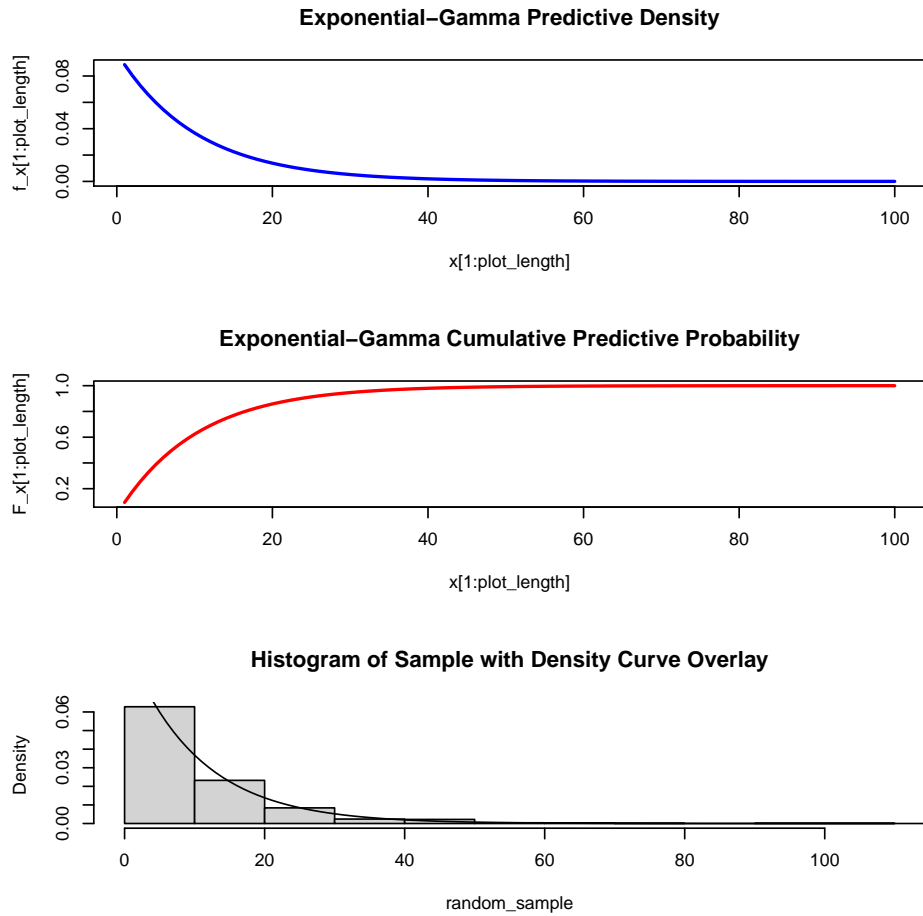 Exponential−Gamma Predictive Density
f_x[1:plot_length]
0.00 0.04 0.08
0 20 40 60 80 100
x[1:plot_length]
Exponential−Gamma Cumulative Predictive Probability
F_x[1:plot_length]
0.2 0.6 1.0
0 20 40 60 80 100
x[1:plot_length]
Histogram of Sample with Density Curve Overlay
Density
0.00 0.03 0.06
0 20 40 60 80 100
random_sample